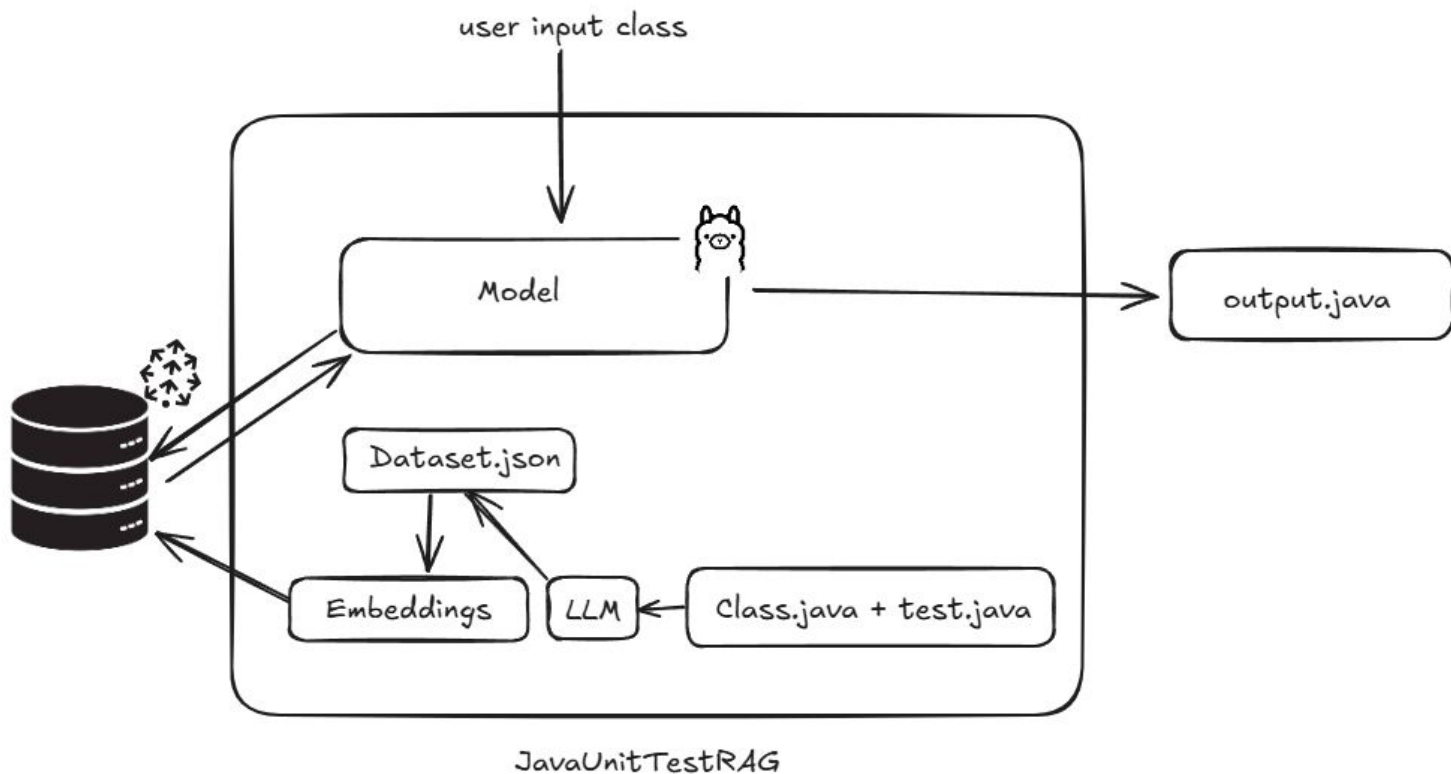 user input class
Model
output.java
Dataset.json
Embeddings
LLM
Class.java + test.java
JavaUnitTestRAG